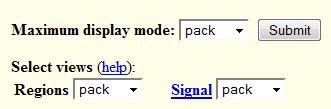 Maximum display mode: pack Submit
Select views (help):
Regions pack Signal pack